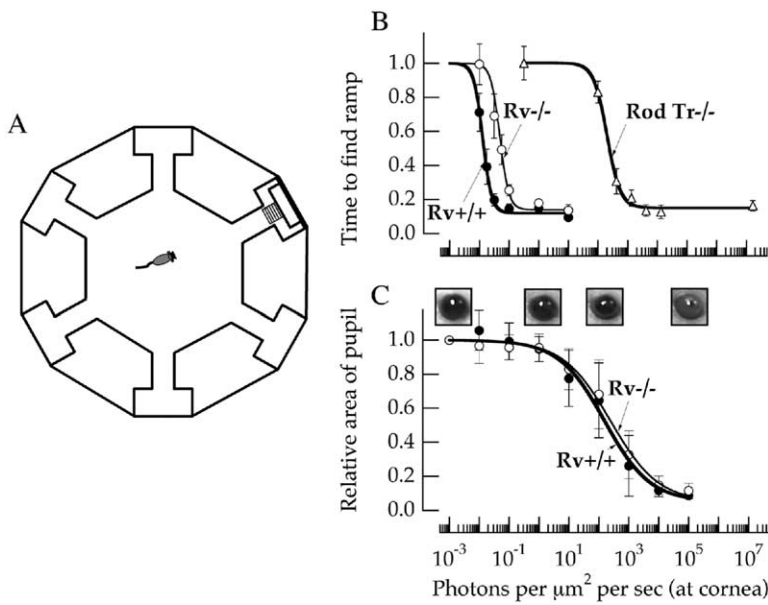 A
B
Time to find ramp
1.0
0.8
0.6
0.4
0.2
0.0
Rv-/-
Rv+/+
Rod Tr-/-
C
Relative area of pupil
1.0
0.8
0.6
0.4
0.2
0.0
Rv-/-
Rv+/+
10⁻³ 10⁻¹ 10¹ 10³ 10⁵ 10⁷
Photons per µm² per sec (at cornea)